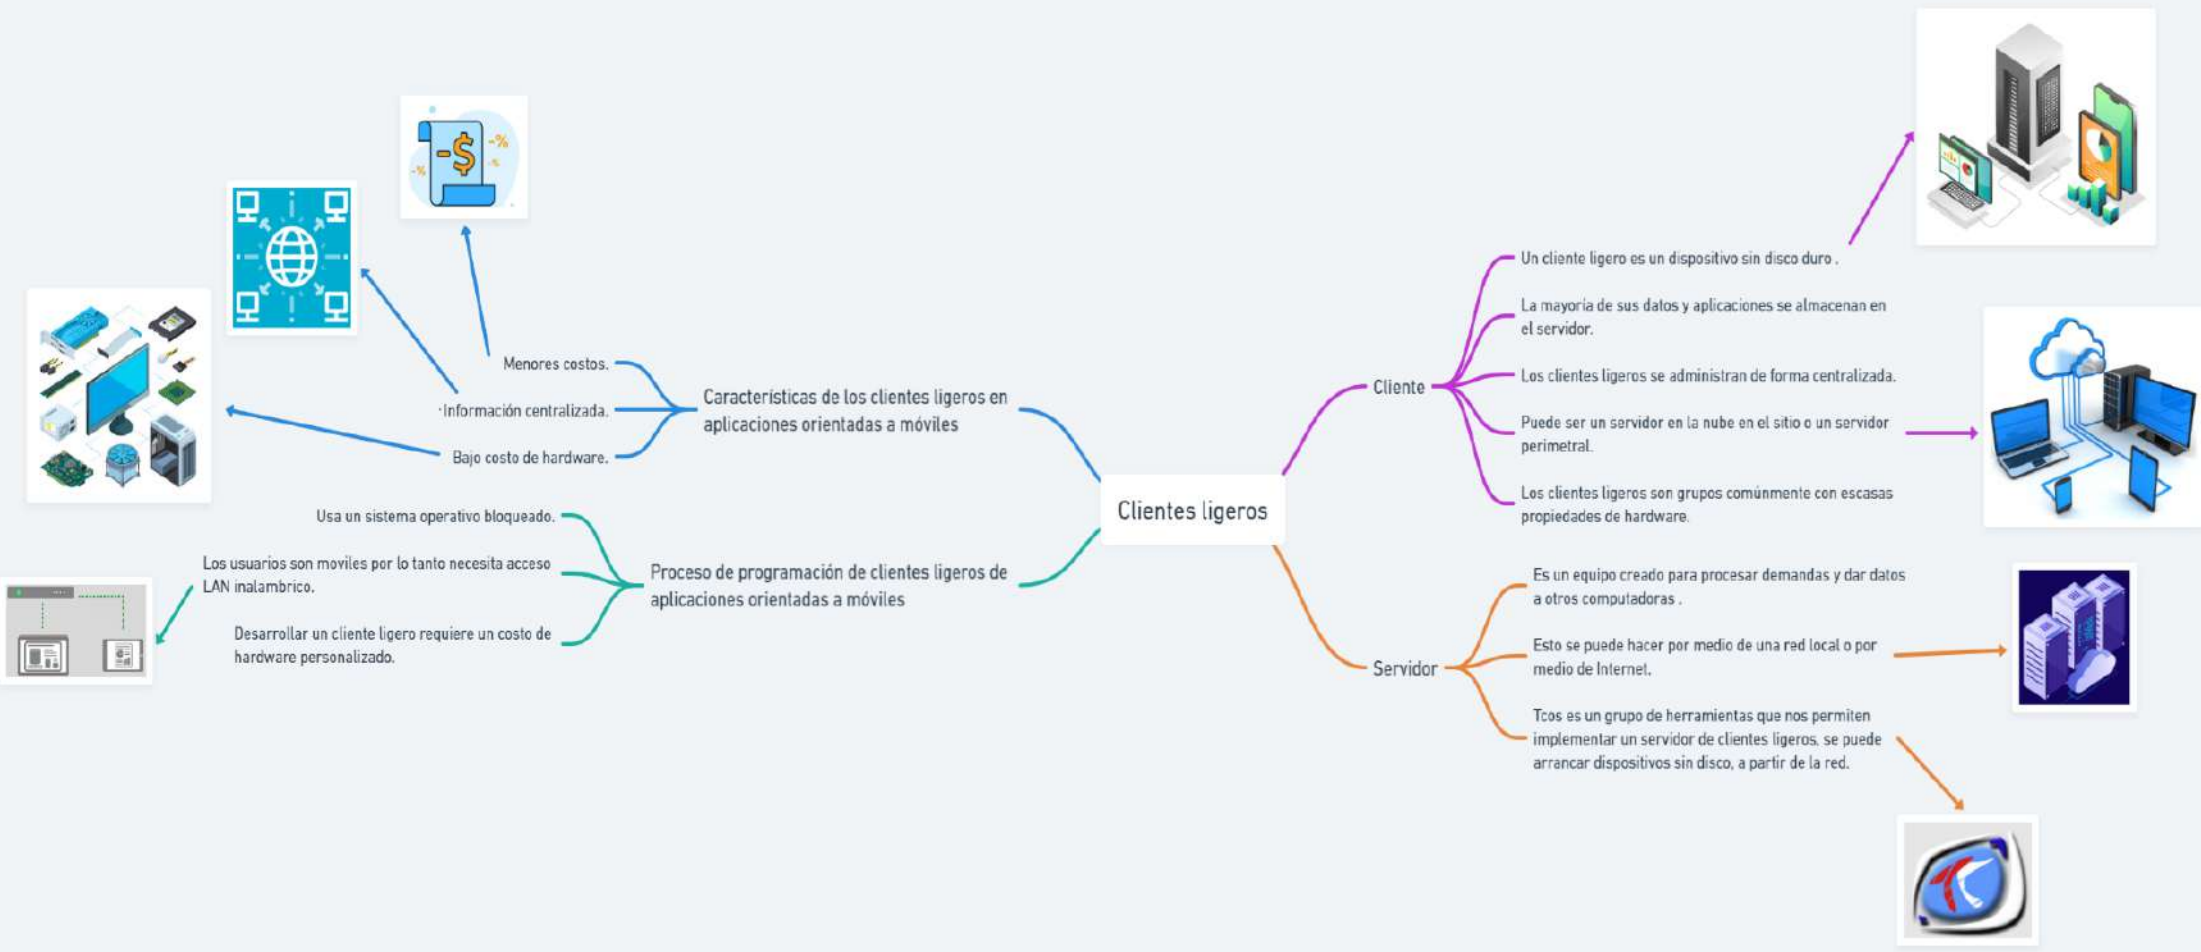 Clientes ligeros
Características de los clientes ligeros en
aplicaciones orientadas a móviles
Menores costos.
·Información centralizada.
Bajo costo de hardware.
-$
-%
-%
-%
Proceso de programación de clientes ligeros de
aplicaciones orientadas a móviles
Usa un sistema operativo bloqueado.
Los usuarios son moviles por lo tanto necesita acceso
LAN inalambrico.
Desarrollar un cliente ligero requiere un costo de
hardware personalizado.
Cliente
Un cliente ligero es un dispositivo sin disco duro .
La mayoría de sus datos y aplicaciones se almacenan en
el servidor.
Los clientes ligeros se administran de forma centralizada.
Puede ser un servidor en la nube en el sitio o un servidor
perimetral.
Los clientes ligeros son grupos comúnmente con escasas
propiedades de hardware.
Servidor
Es un equipo creado para procesar demandas y dar datos
a otros computadoras .
Esto se puede hacer por medio de una red local o por
medio de Internet.
Tcos es un grupo de herramientas que nos permiten
implementar un servidor de clientes ligeros, se puede
arrancar dispositivos sin disco, a partir de la red.